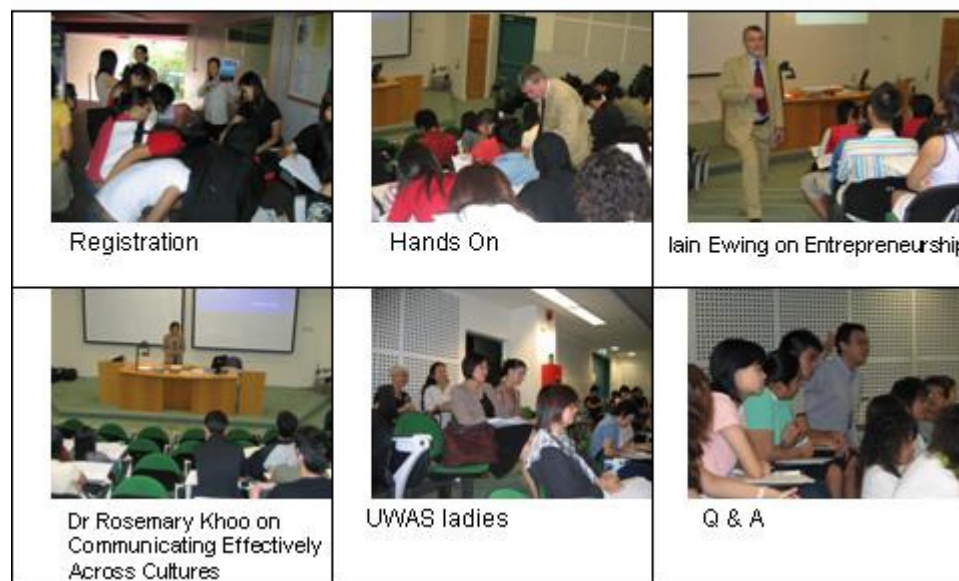 Registration
Hands On
Iain Ewing on Entrepreneurship
Dr Rosemary Khoo on
Communicating Effectively
Across Cultures
UWAS ladies
Q & A